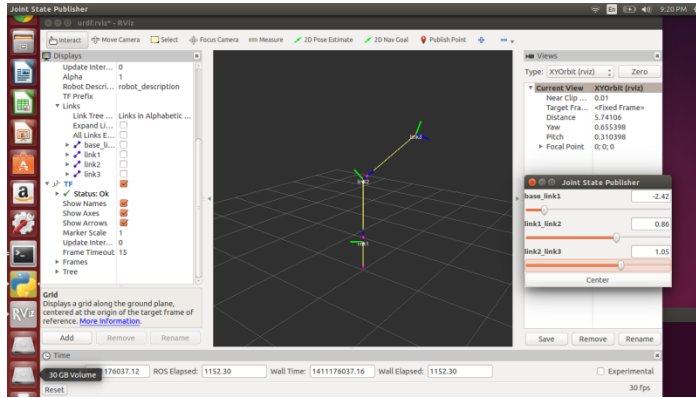 Joint State Publisher
En
9:20 PM
urdf.rviz* - RViz
Interact Move Camera Select Focus Camera Measure 2D Pose Estimate 2D Nav Goal Publish Point
Displays
Update Inter... 0
Alpha 1
Robot Descri... robot_description
TF Prefix
Links
Link Tree ... Links in Alphabetic ...
Expand Li...
All Links E...
base_li...
link1
link2
link3
TF
Status: Ok
Show Names
Show Axes
Show Arrows
Marker Scale 1
Update Inter... 0
Frame Timeout 15
Frames
Tree
Grid
Displays a grid along the ground plane,
centered at the origin of the target frame of
reference. More Information.
Add Remove Rename
link3
link2
link1
Views
Type: XYOrbit (rviz) Zero
Current View XYOrbit (rviz)
Near Clip ... 0.01
Target Fra... <Fixed Frame>
Distance 5.74106
Yaw 0.655398
Pitch 0.310398
Focal Point 0; 0; 0
Joint State Publisher
base_link1 -2.42
link1_link2 0.86
link2_link3 1.05
Center
Save Remove Rename
Time
30 GB Volume
176037.12 ROS Elapsed: 1152.30 Wall Time: 1411176037.16 Wall Elapsed: 1152.30 Experimental
Reset 30 fps